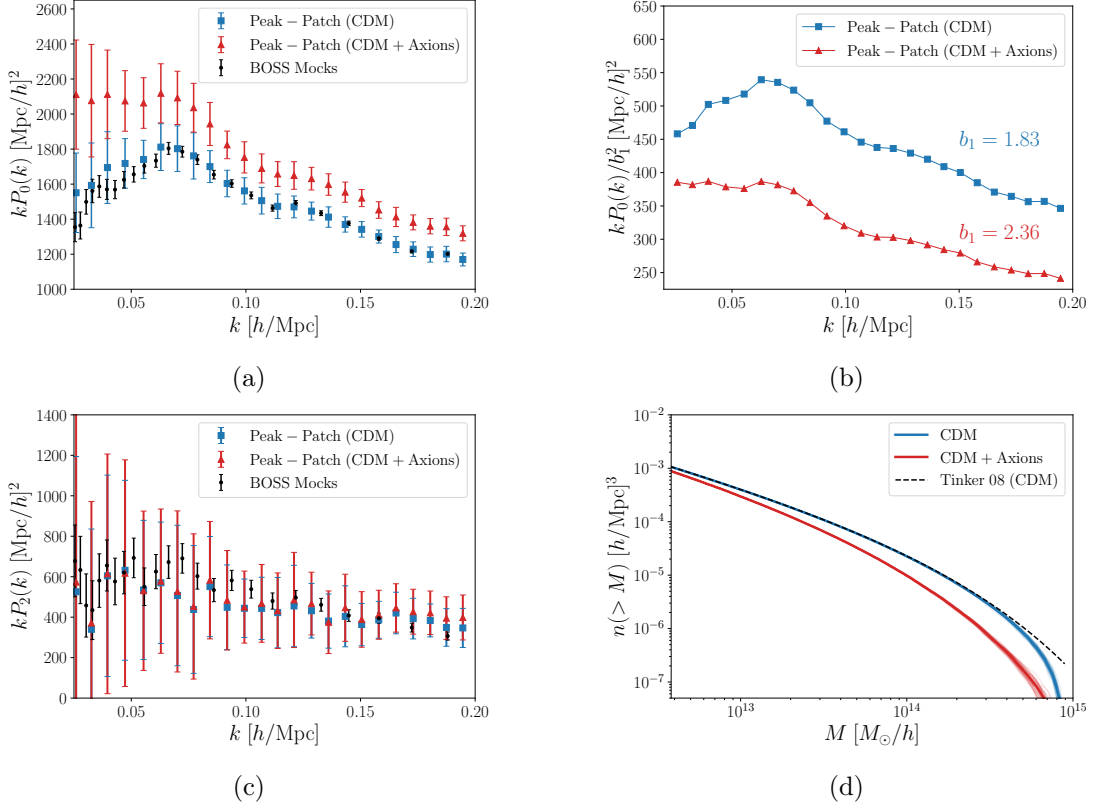 2600
2400
2200
2000
1800
1600
1400
1200
1000
kP₀(k) [Mpc/h]²
Peak − Patch (CDM)
Peak − Patch (CDM + Axions)
BOSS Mocks
0.05
0.10
0.15
0.20
k [h/Mpc]
(a)
650
600
550
500
450
400
350
300
250
kP₀(k)/b₁² [Mpc/h]²
Peak − Patch (CDM)
Peak − Patch (CDM + Axions)
b₁ = 1.83
b₁ = 2.36
0.05
0.10
0.15
0.20
k [h/Mpc]
(b)
1400
1200
1000
800
600
400
200
0
kP₂(k) [Mpc/h]²
Peak − Patch (CDM)
Peak − Patch (CDM + Axions)
BOSS Mocks
0.05
0.10
0.15
0.20
k [h/Mpc]
(c)
10⁻²
10⁻³
10⁻⁴
10⁻⁵
10⁻⁶
10⁻⁷
n(> M) [h/Mpc]³
CDM
CDM + Axions
Tinker 08 (CDM)
10¹³
10¹⁴
10¹⁵
M [M⊙/h]
(d)